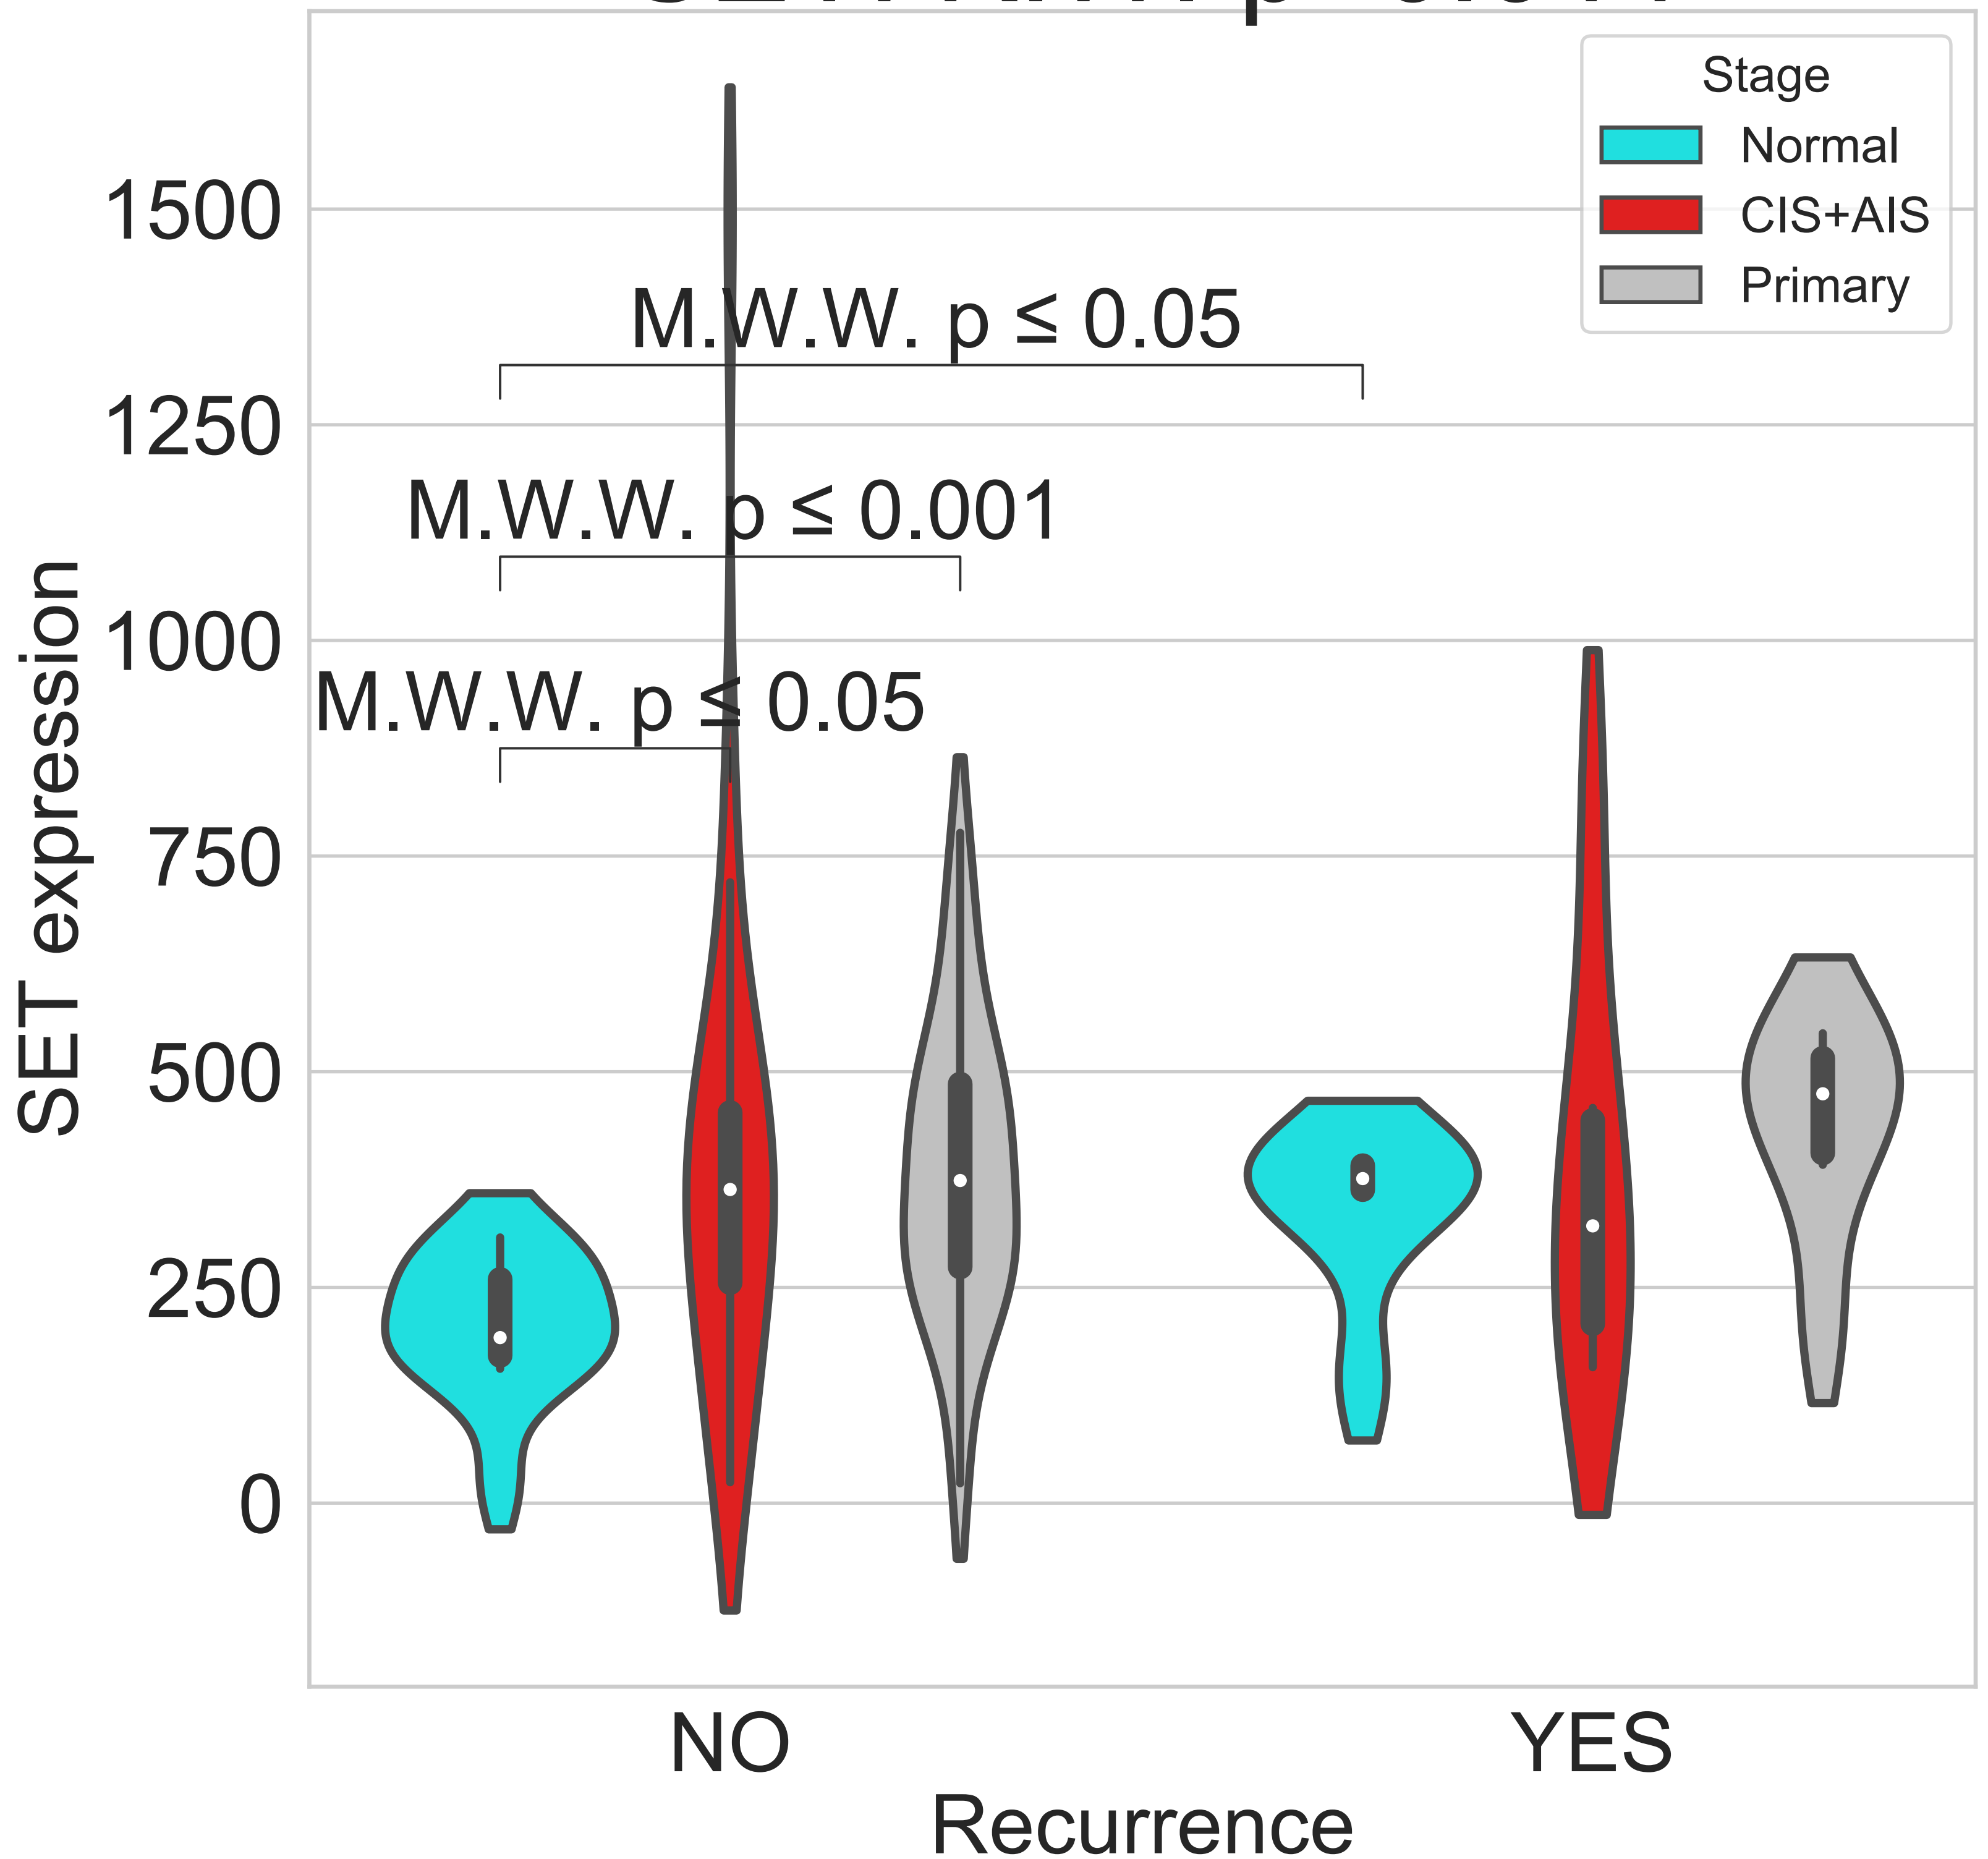 Stage
Normal
CIS+AIS
Primary
1500
1250
1000
750
500
250
0
SET expression
M.W.W. p ≤ 0.05
M.W.W. p ≤ 0.001
M.W.W. p ≤ 0.05
NO
YES
Recurrence